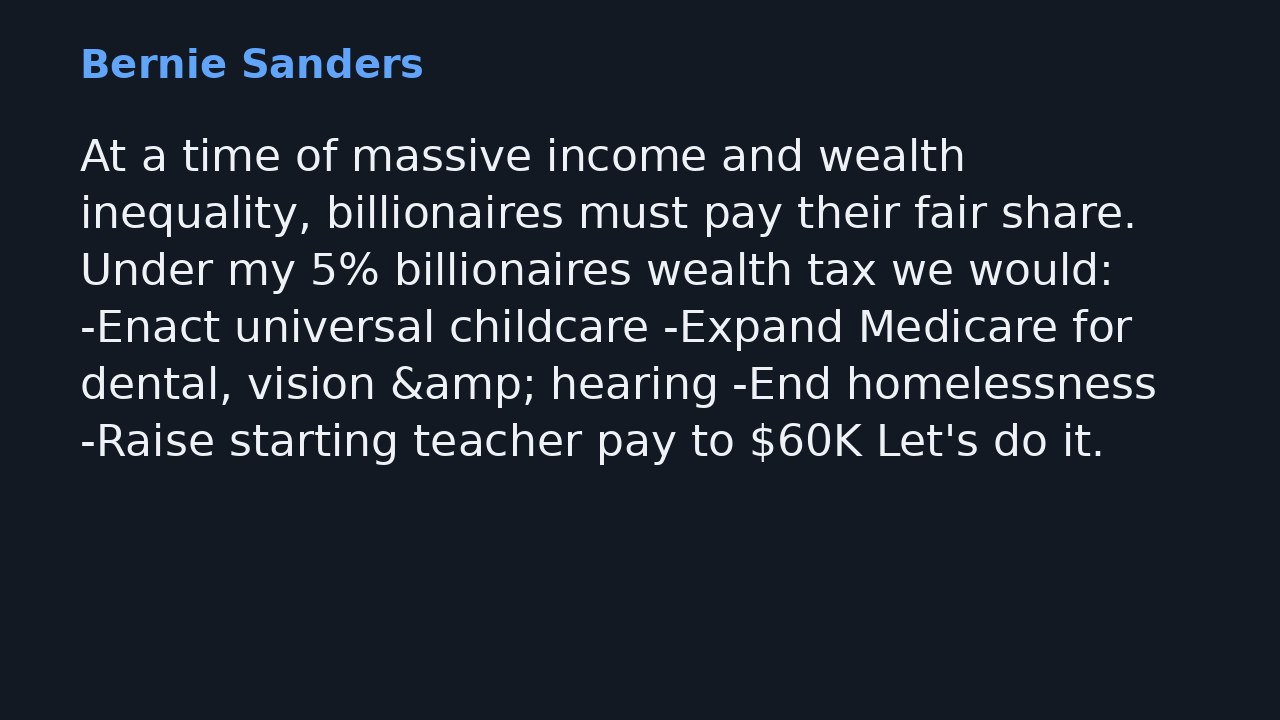 Bernie Sanders
At a time of massive income and wealth
inequality, billionaires must pay their fair share.
Under my 5% billionaires wealth tax we would:
-Enact universal childcare -Expand Medicare for
dental, vision &amp; hearing -End homelessness
-Raise starting teacher pay to $60K Let's do it.